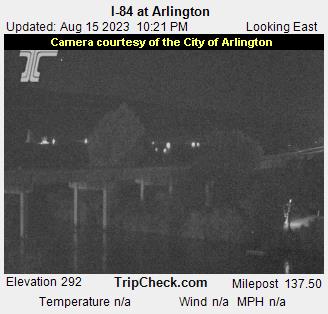 I-84 at Arlington
Updated: Aug 15 2023 10:21 PM Looking East
Camera courtesy of the City of Arlington
Elevation 292 TripCheck.com Milepost 137.50
Temperature n/a Wind n/a MPH n/a